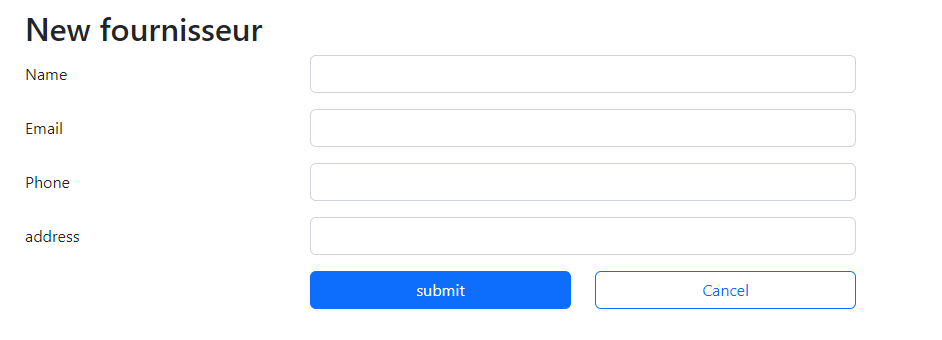 New fournisseur
Name
Email
Phone
address
submit Cancel